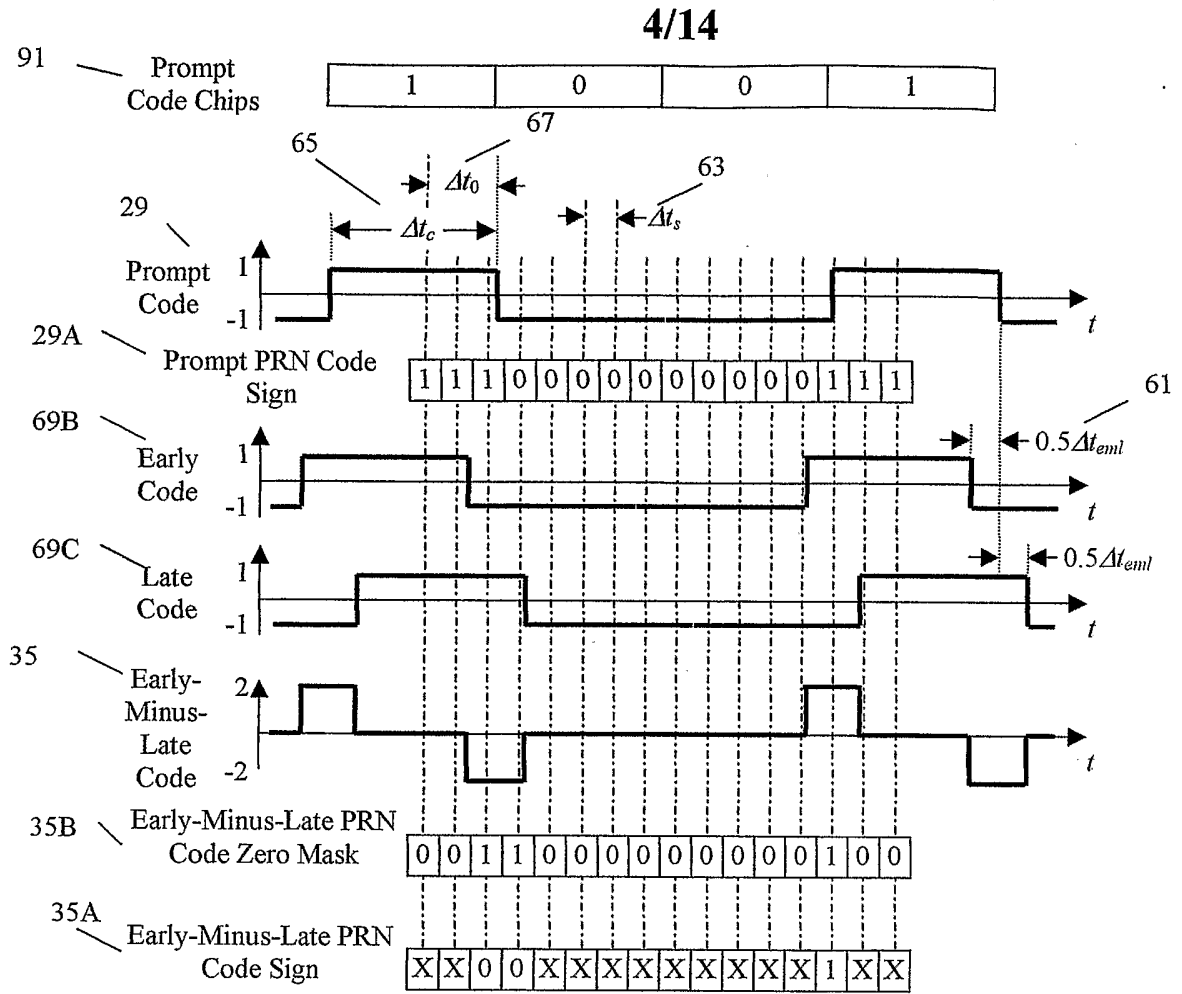 4/14
91
Prompt
Code Chips
1 0 0 1
67
65
63
Δt0
Δts
Δtc
29
Prompt
Code
1
-1
t
29A
Prompt PRN Code
Sign
1 1 1 0 0 0 0 0 0 0 0 0 0 1 1 1
61
69B
Early
Code
1
-1
0.5Δteml
t
69C
Late
Code
1
-1
0.5Δteml
t
35
Early-
Minus-
Late
Code
2
-2
t
35B
Early-Minus-Late PRN
Code Zero Mask
0 0 1 1 0 0 0 0 0 0 0 0 0 1 0 0
35A
Early-Minus-Late PRN
Code Sign
X X 0 0 X X X X X X X X X 1 X X